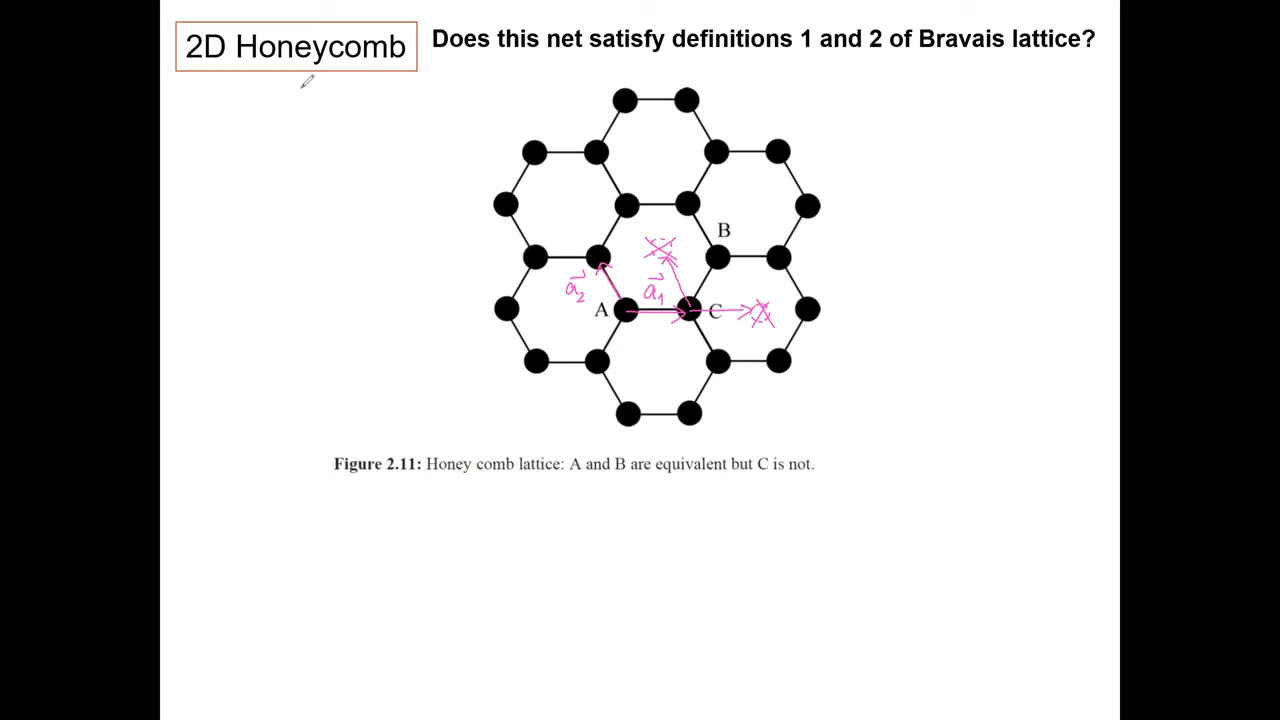 2D Honeycomb
Does this net satisfy definitions 1 and 2 of Bravais lattice?
B
a⃗₂
a⃗₁
A
C
Figure 2.11: Honey comb lattice: A and B are equivalent but C is not.